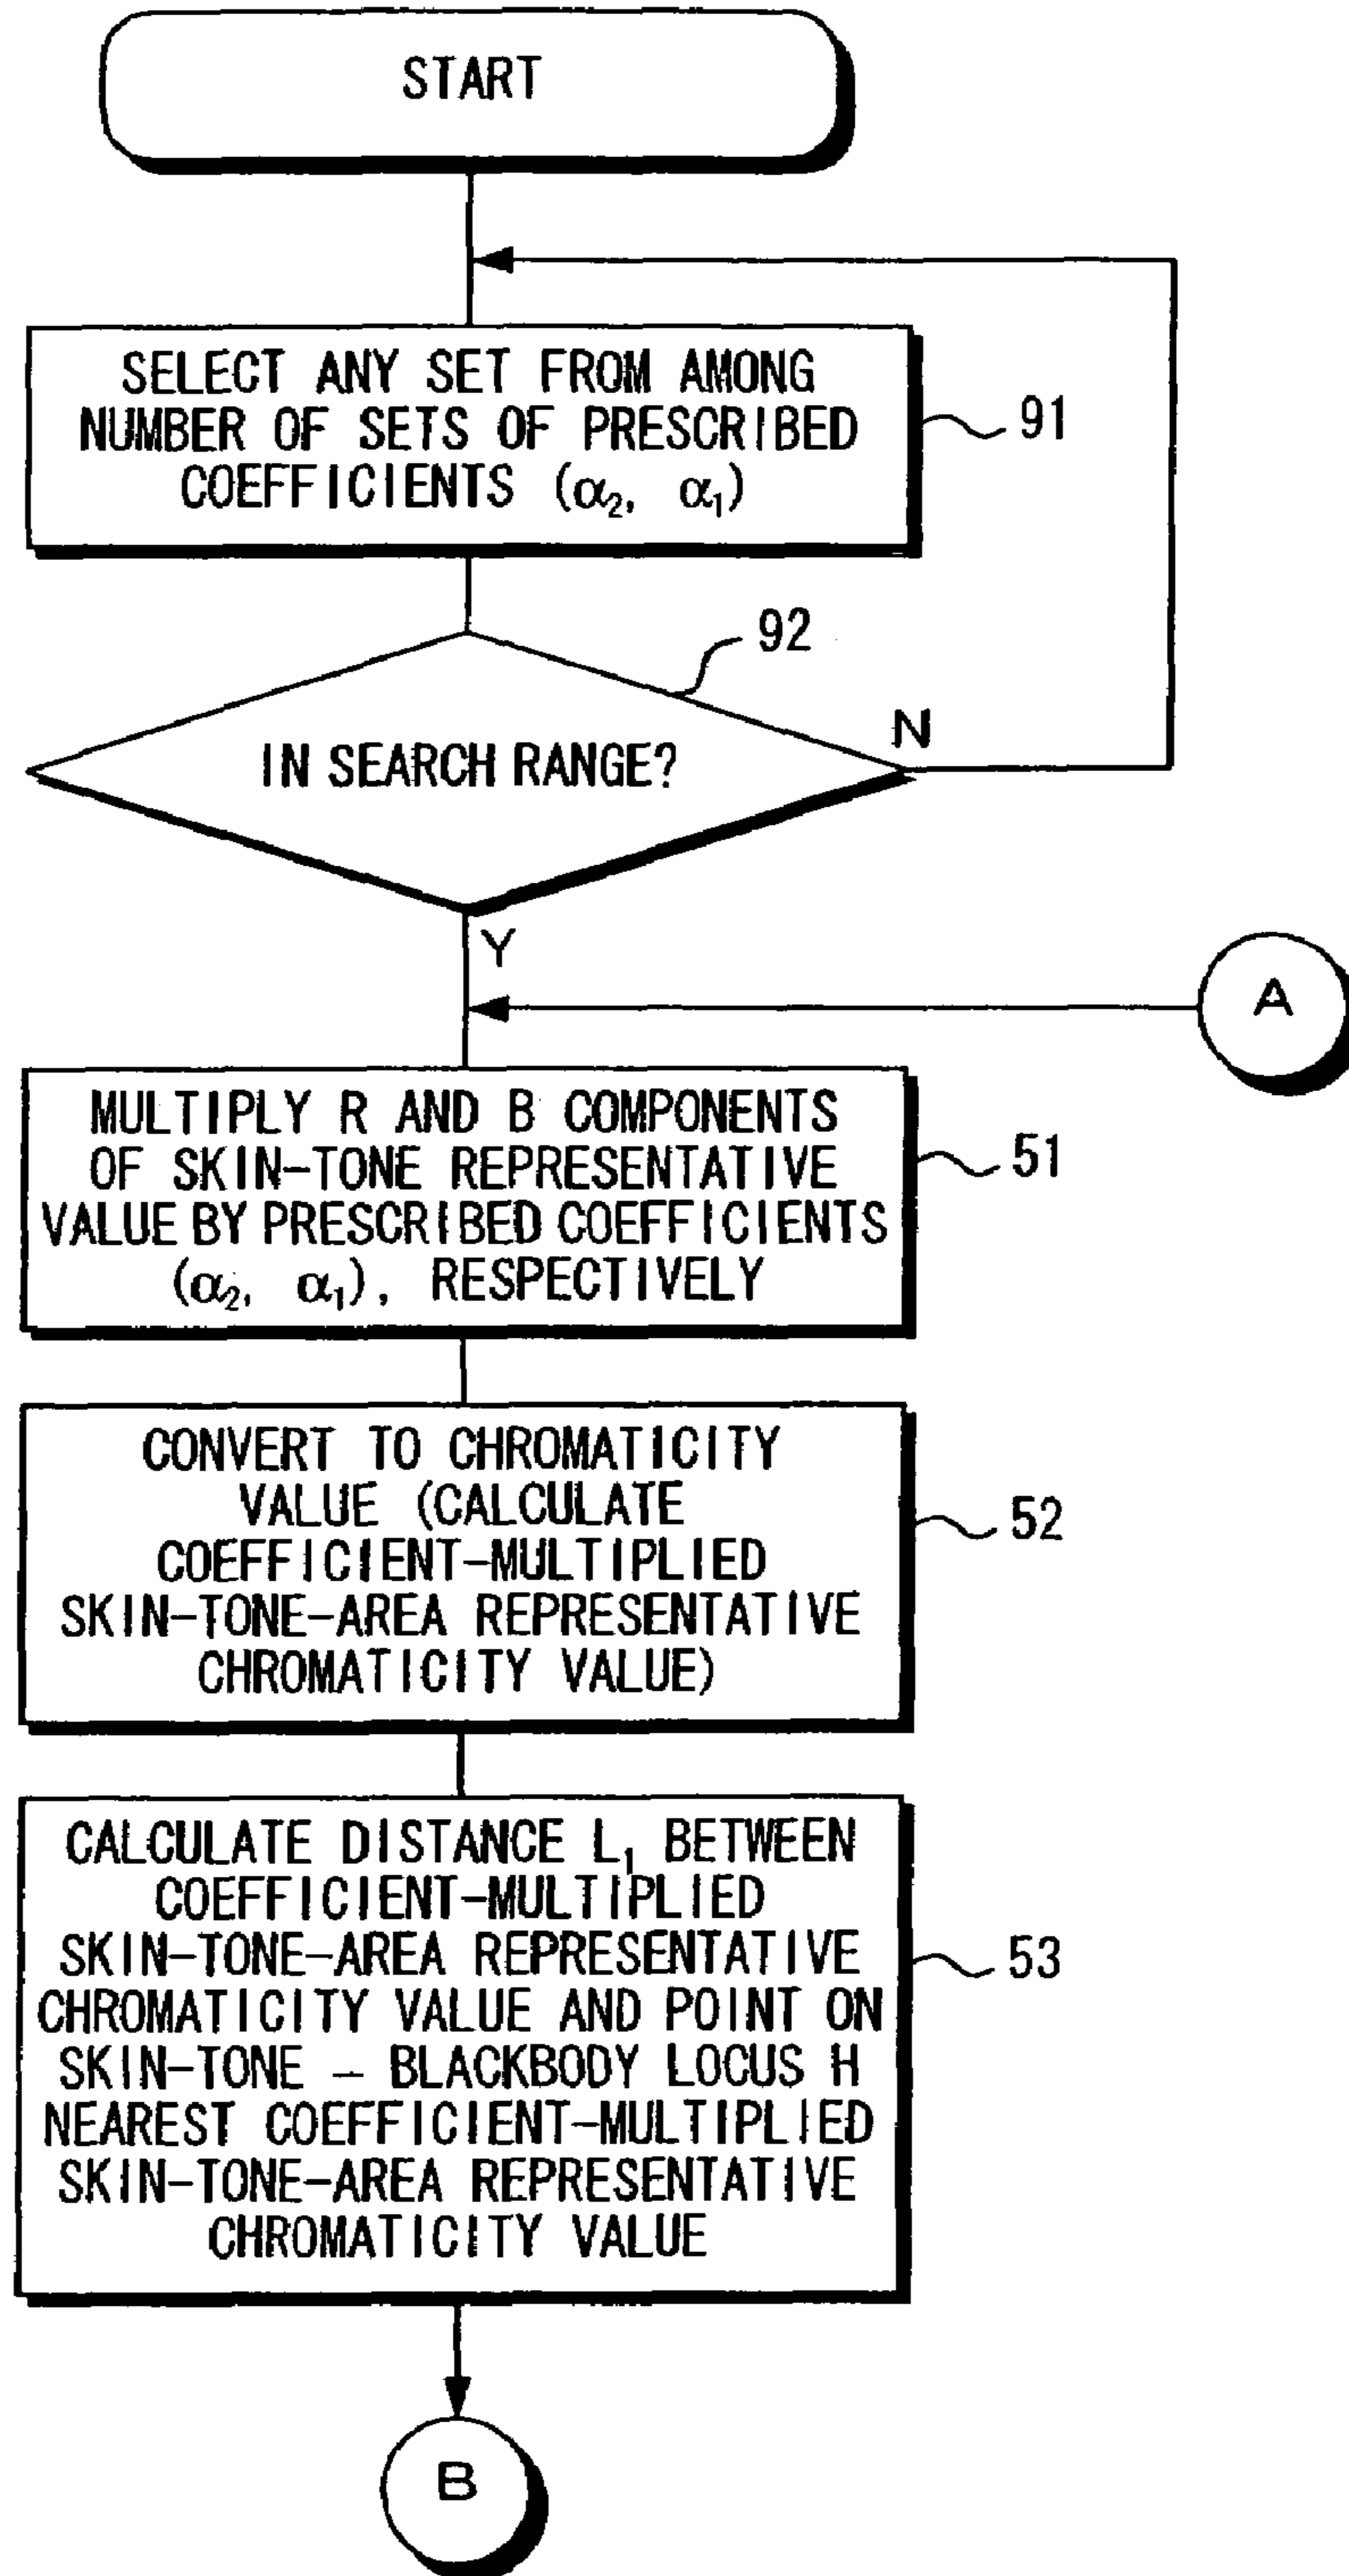 START
SELECT ANY SET FROM AMONG
NUMBER OF SETS OF PRESCRIBED
COEFFICIENTS (α₂, α₁)
91
92
IN SEARCH RANGE?
N
Y
A
MULTIPLY R AND B COMPONENTS
OF SKIN-TONE REPRESENTATIVE
VALUE BY PRESCRIBED COEFFICIENTS
(α₂, α₁), RESPECTIVELY
51
CONVERT TO CHROMATICITY
VALUE (CALCULATE
COEFFICIENT-MULTIPLIED
SKIN-TONE-AREA REPRESENTATIVE
CHROMATICITY VALUE)
52
CALCULATE DISTANCE L₁ BETWEEN
COEFFICIENT-MULTIPLIED
SKIN-TONE-AREA REPRESENTATIVE
CHROMATICITY VALUE AND POINT ON
SKIN-TONE – BLACKBODY LOCUS H
NEAREST COEFFICIENT-MULTIPLIED
SKIN-TONE-AREA REPRESENTATIVE
CHROMATICITY VALUE
53
B